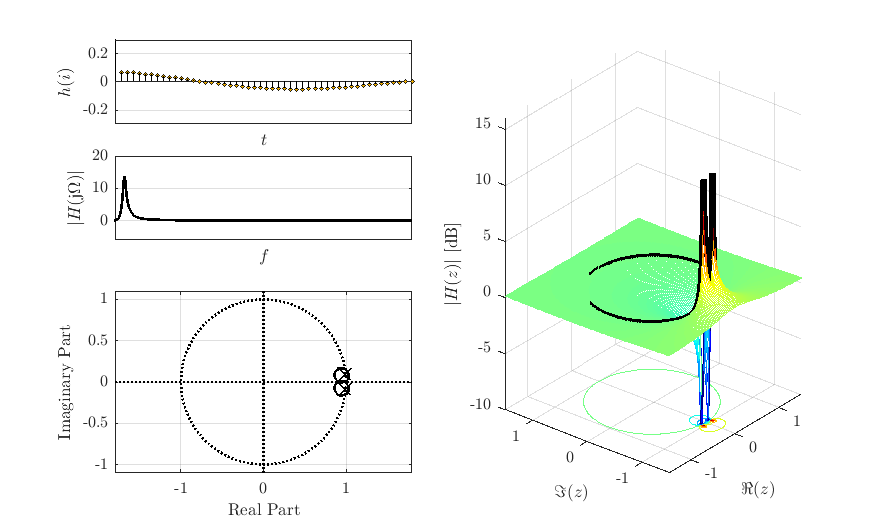 0.2
0
-0.2
h(i)
t
20
10
0
|H(jΩ)|
f
1
0.5
0
-0.5
-1
Imaginary Part
-1 0 1
Real Part
15
10
5
0
-5
-10
|H(z)| [dB]
1
0
-1
ℑ(z)
-1
0
1
ℜ(z)